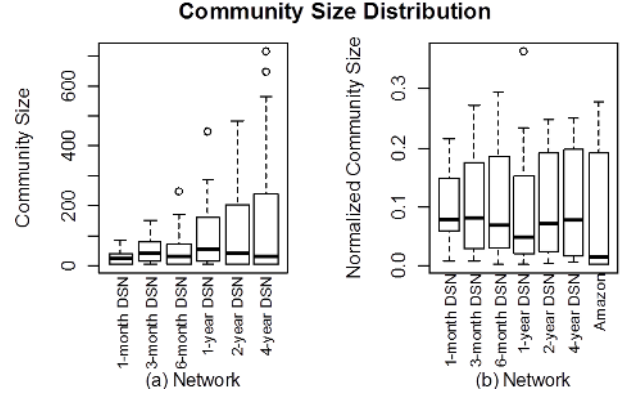 Community Size Distribution
Community Size
600
400
200
0
1-month DSN
3-month DSN
6-month DSN
1-year DSN
2-year DSN
4-year DSN
(a) Network
Normalized Community Size
0.3
0.2
0.1
0.0
1-month DSN
3-month DSN
6-month DSN
1-year DSN
2-year DSN
4-year DSN
Amazon
(b) Network